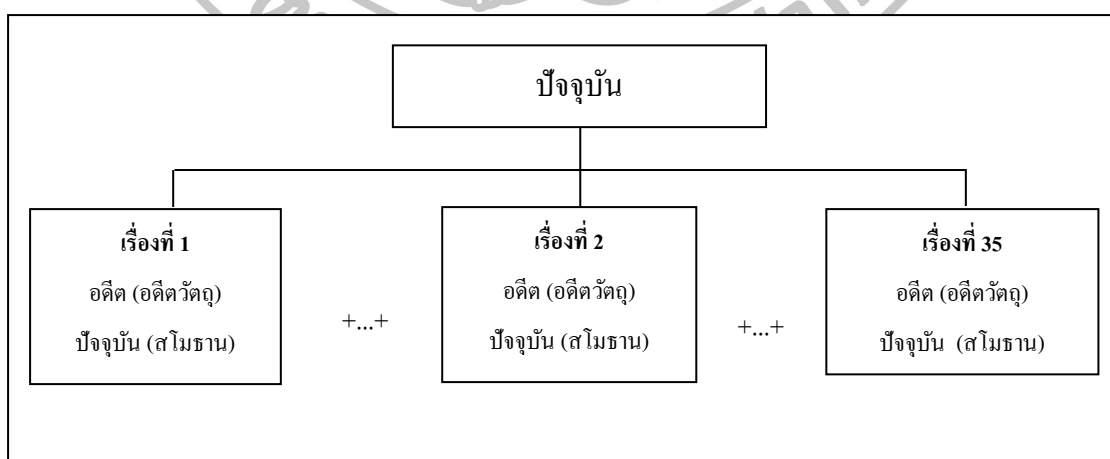 ปัจจุบัน
เรื่องที่ 1
อดีต (อดีตวัตถุ)
ปัจจุบัน (สโมธาน)
+...+
เรื่องที่ 2
อดีต (อดีตวัตถุ)
ปัจจุบัน (สโมธาน)
+...+
เรื่องที่ 35
อดีต (อดีตวัตถุ)
ปัจจุบัน (สโมธาน)